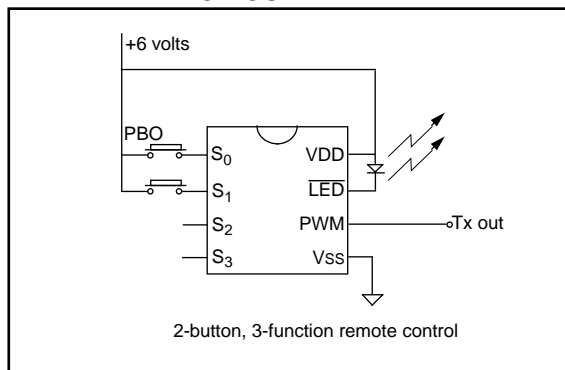 +6 volts
PBO
S0
VDD
S1
LED
S2
PWM
Tx out
S3
VSS
2-button, 3-function remote control